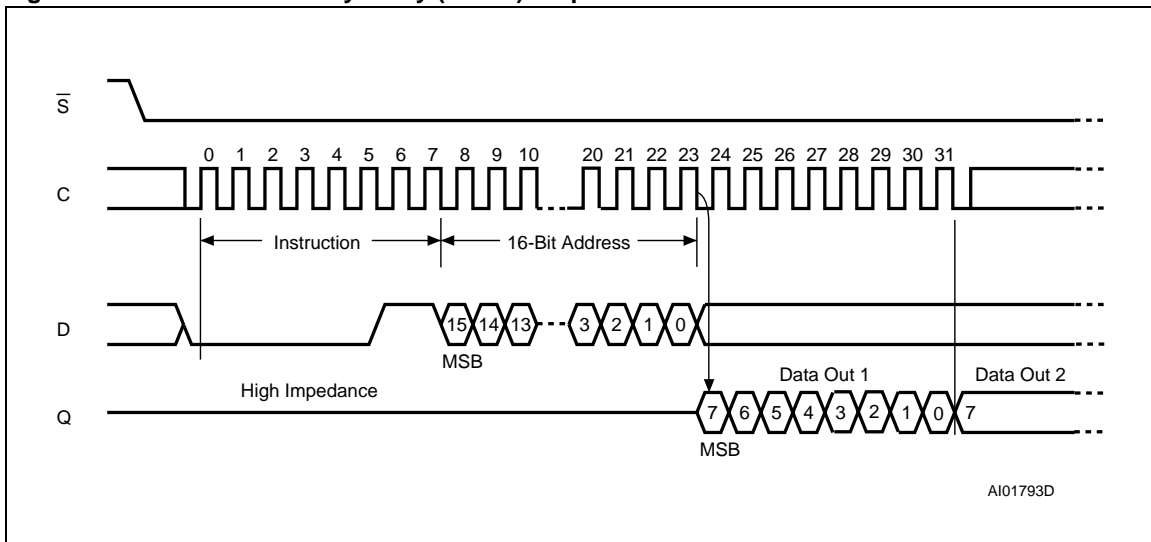 S
0 1 2 3 4 5 6 7 8 9 10 20 21 22 23 24 25 26 27 28 29 30 31
C
Instruction 16-Bit Address
D
15 14 13 3 2 1 0
MSB
High Impedance Data Out 1 Data Out 2
Q
7 6 5 4 3 2 1 0 7
MSB
AI01793D